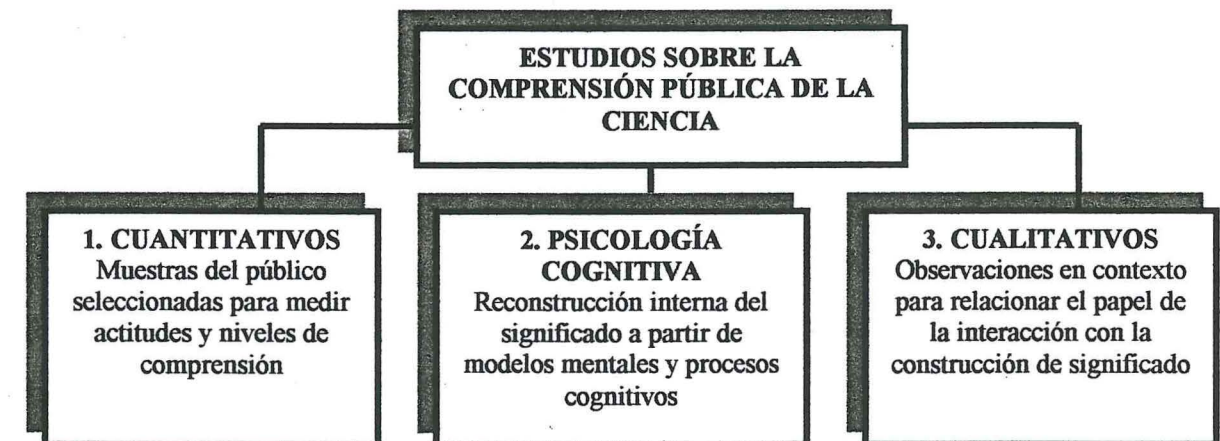 ESTUDIOS SOBRE LA
COMPRENSIÓN PÚBLICA DE LA
CIENCIA
1. CUANTITATIVOS
Muestras del público
seleccionadas para medir
actitudes y niveles de
comprensión
2. PSICOLOGÍA
COGNITIVA
Reconstrucción interna del
significado a partir de
modelos mentales y procesos
cognitivos
3. CUALITATIVOS
Observaciones en contexto
para relacionar el papel de
la interacción con la
construcción de significado